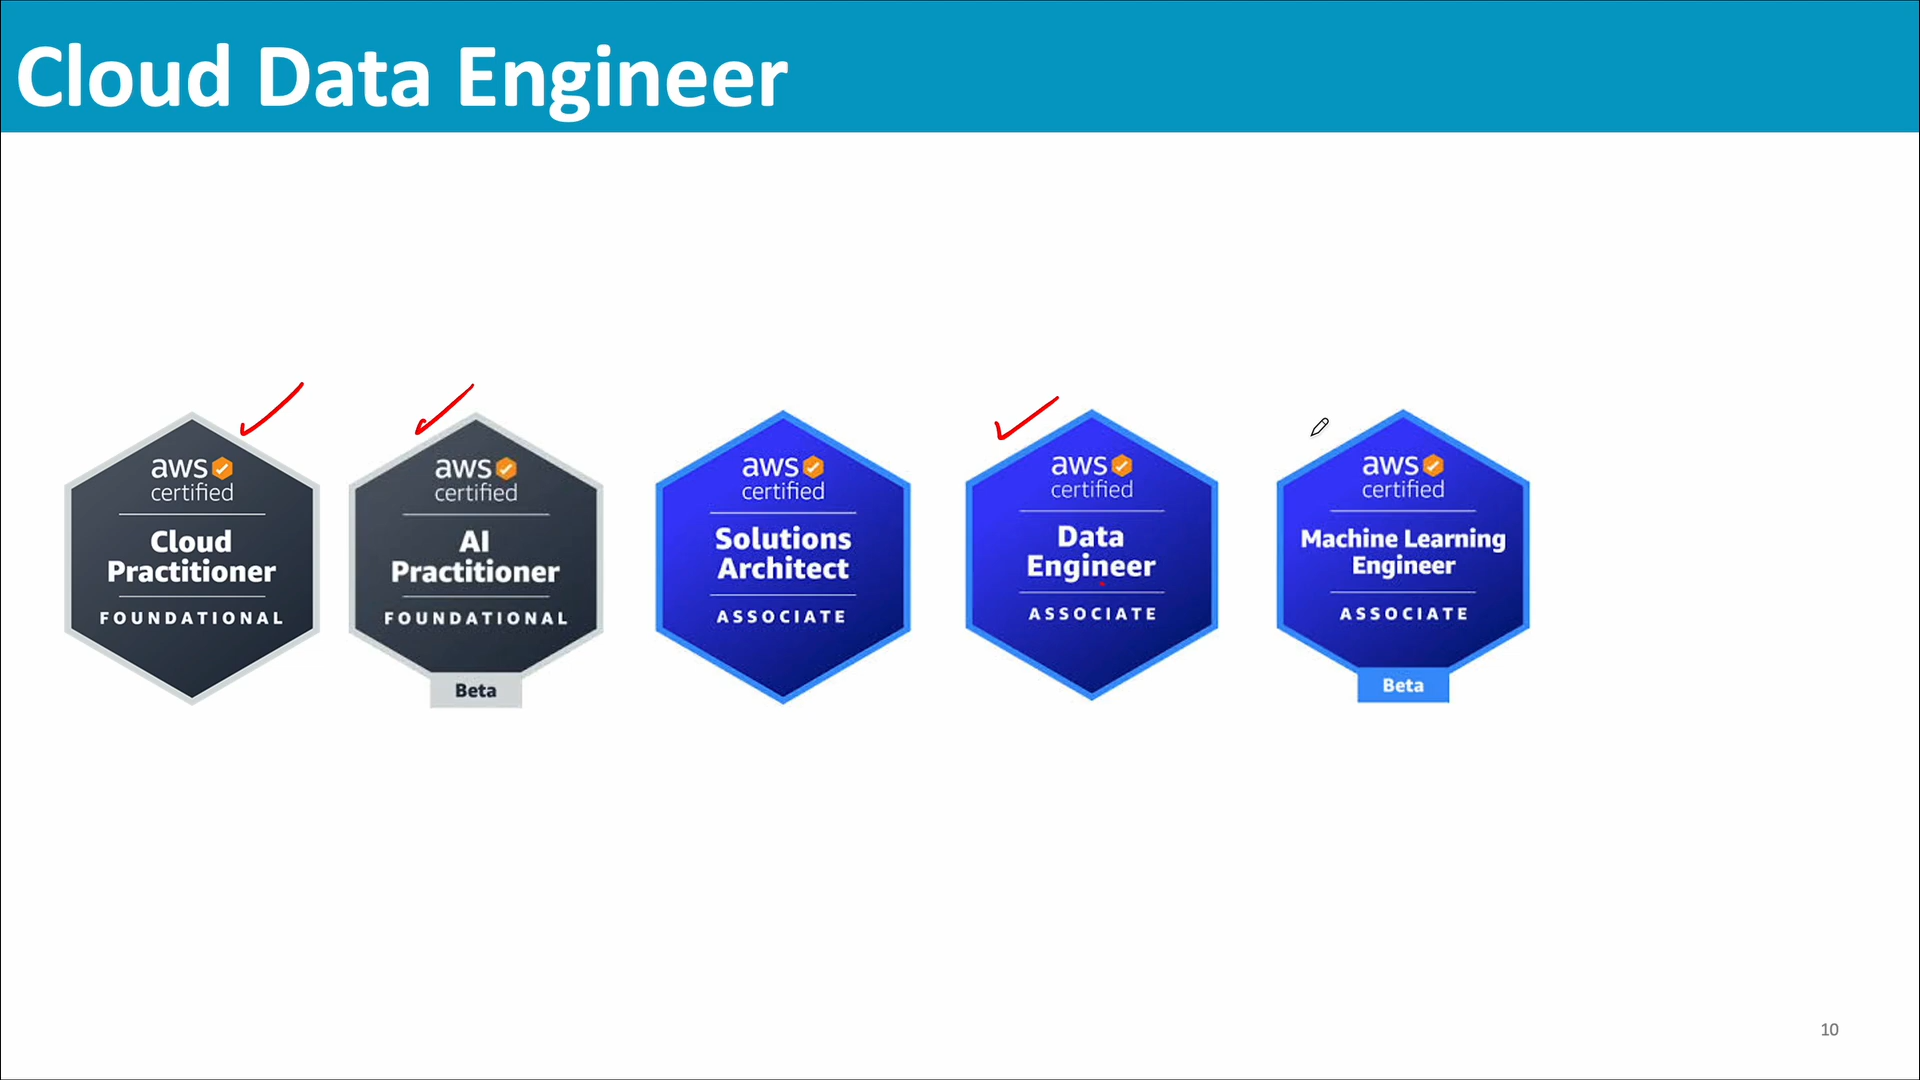 Cloud Data Engineer
aws
certified
Cloud
Practitioner
FOUNDATIONAL
aws
certified
AI
Practitioner
FOUNDATIONAL
Beta
aws
certified
Solutions
Architect
ASSOCIATE
aws
certified
Data
Engineer
ASSOCIATE
aws
certified
Machine Learning
Engineer
ASSOCIATE
Beta
10